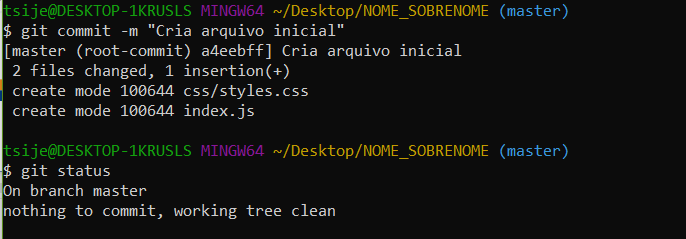 tsije@DESKTOP-1KRUSLS MINGW64 ~/Desktop/NOME_SOBRENOME (master)
$ git commit -m "Cria arquivo inicial"
[master (root-commit) a4eebff] Cria arquivo inicial
 2 files changed, 1 insertion(+)
 create mode 100644 css/styles.css
 create mode 100644 index.js
tsije@DESKTOP-1KRUSLS MINGW64 ~/Desktop/NOME_SOBRENOME (master)
$ git status
On branch master
nothing to commit, working tree clean